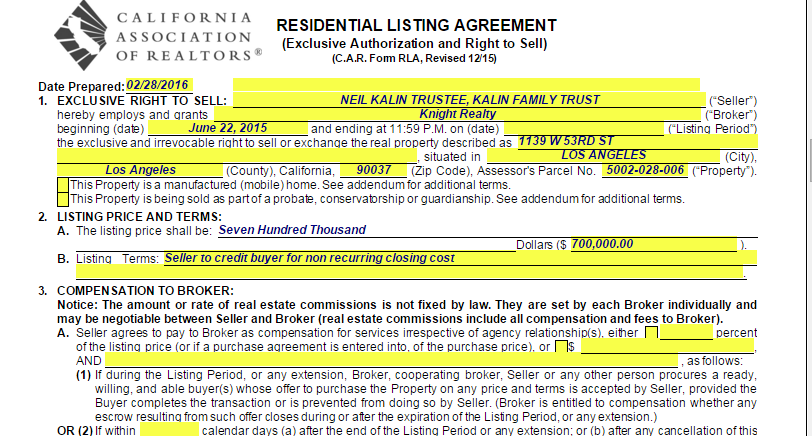 CALIFORNIA
ASSOCIATION
OF REALTORS®
RESIDENTIAL LISTING AGREEMENT
(Exclusive Authorization and Right to Sell)
(C.A.R. Form RLA, Revised 12/15)
Date Prepared: 02/28/2016
1. EXCLUSIVE RIGHT TO SELL: NEIL KALIN TRUSTEE, KALIN FAMILY TRUST ("Seller")
hereby employs and grants Knight Realty ("Broker")
beginning (date) June 22, 2015 and ending at 11:59 P.M. on (date) ("Listing Period")
the exclusive and irrevocable right to sell or exchange the real property described as 1139 W 53RD ST
, situated in LOS ANGELES (City),
Los Angeles (County), California, 90037 (Zip Code), Assessor's Parcel No. 5002-028-006 ("Property").
This Property is a manufactured (mobile) home. See addendum for additional terms.
This Property is being sold as part of a probate, conservatorship or guardianship. See addendum for additional terms.
2. LISTING PRICE AND TERMS:
A. The listing price shall be: Seven Hundred Thousand
Dollars ($ 700,000.00 ).
B. Listing Terms: Seller to credit buyer for non recurring closing cost
.
3. COMPENSATION TO BROKER:
Notice: The amount or rate of real estate commissions is not fixed by law. They are set by each Broker individually and
may be negotiable between Seller and Broker (real estate commissions include all compensation and fees to Broker).
A. Seller agrees to pay to Broker as compensation for services irrespective of agency relationship(s), either percent
of the listing price (or if a purchase agreement is entered into, of the purchase price), or $ ,
AND , as follows:
(1) If during the Listing Period, or any extension, Broker, cooperating broker, Seller or any other person procures a ready,
willing, and able buyer(s) whose offer to purchase the Property on any price and terms is accepted by Seller, provided the
Buyer completes the transaction or is prevented from doing so by Seller. (Broker is entitled to compensation whether any
escrow resulting from such offer closes during or after the expiration of the Listing Period, or any extension.)
OR (2) If within calendar days (a) after the end of the Listing Period or any extension; or (b) after any cancellation of this